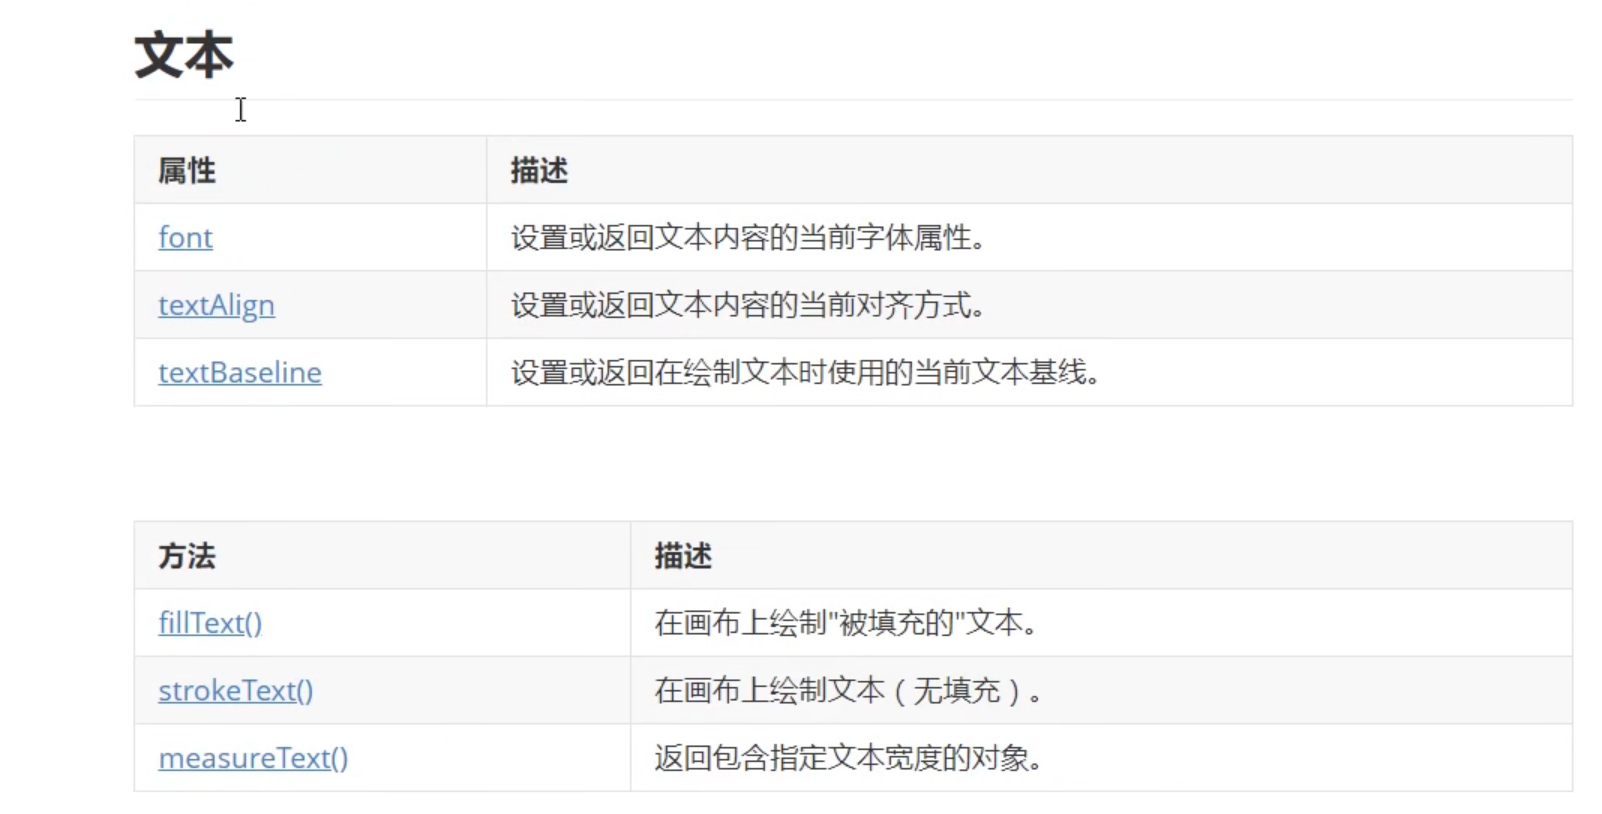 文本
属性 描述
font 设置或返回文本内容的当前字体属性。
textAlign 设置或返回文本内容的当前对齐方式。
textBaseline 设置或返回在绘制文本时使用的当前文本基线。
方法 描述
fillText() 在画布上绘制"被填充的"文本。
strokeText() 在画布上绘制文本（无填充）。
measureText() 返回包含指定文本宽度的对象。